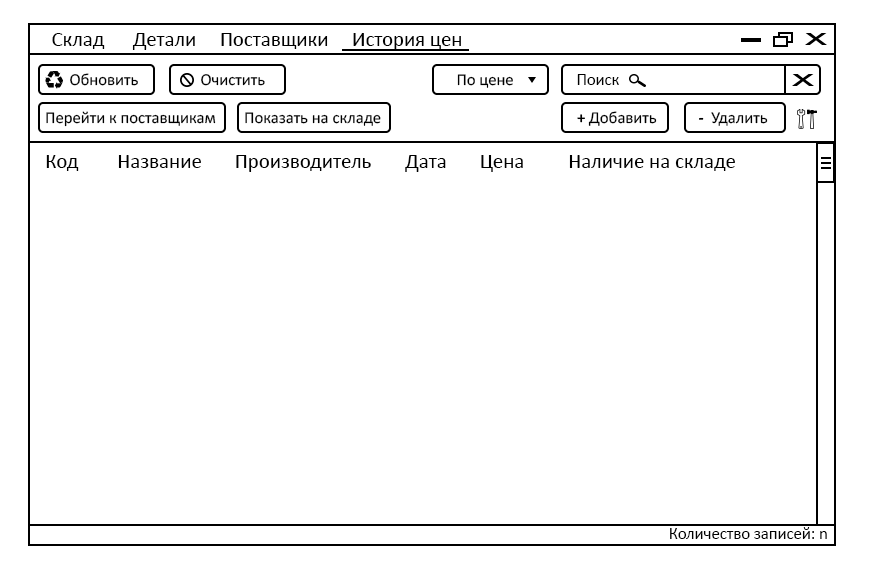 Склад Детали Поставщики История цен
Обновить Очистить По цене Поиск
Перейти к поставщикам Показать на складе + Добавить - Удалить
Код Название Производитель Дата Цена Наличие на складе
Количество записей: n